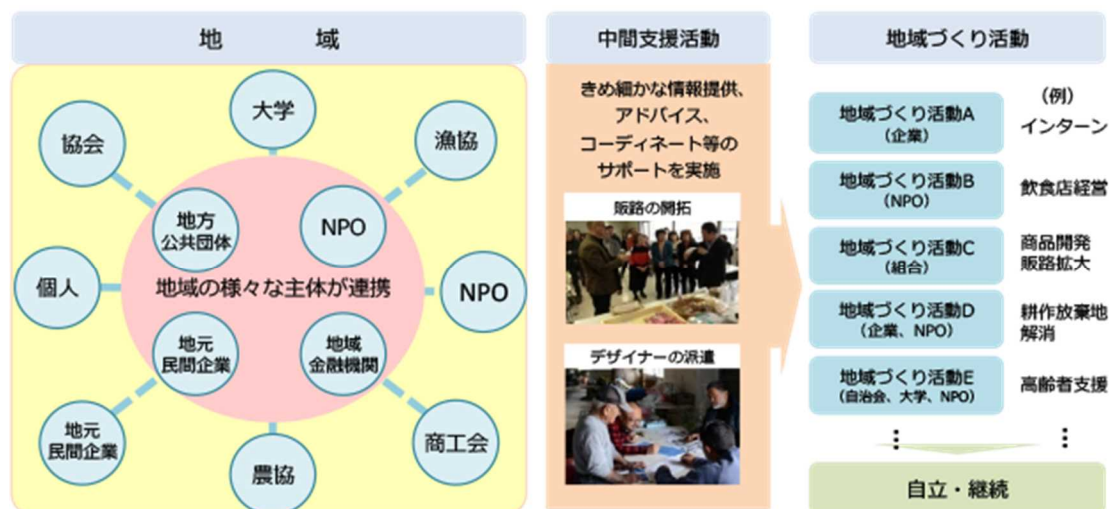 地　域
大学
協会
漁協
地方
公共団体
NPO
個人
地域の様々な主体が連携
NPO
地元
民間企業
地域
金融機関
地元
民間企業
商工会
農協
中間支援活動
きめ細かな情報提供、
アドバイス、
コーディネート等の
サポートを実施
販路の開拓
デザイナーの派遣
地域づくり活動
（例）
地域づくり活動A
（企業）
インターン
地域づくり活動B
（NPO）
飲食店経営
地域づくり活動C
（組合）
商品開発
販路拡大
地域づくり活動D
（企業、NPO）
耕作放棄地
解消
地域づくり活動E
（自治会、大学、NPO）
高齢者支援
⋮
⋮
自立・継続